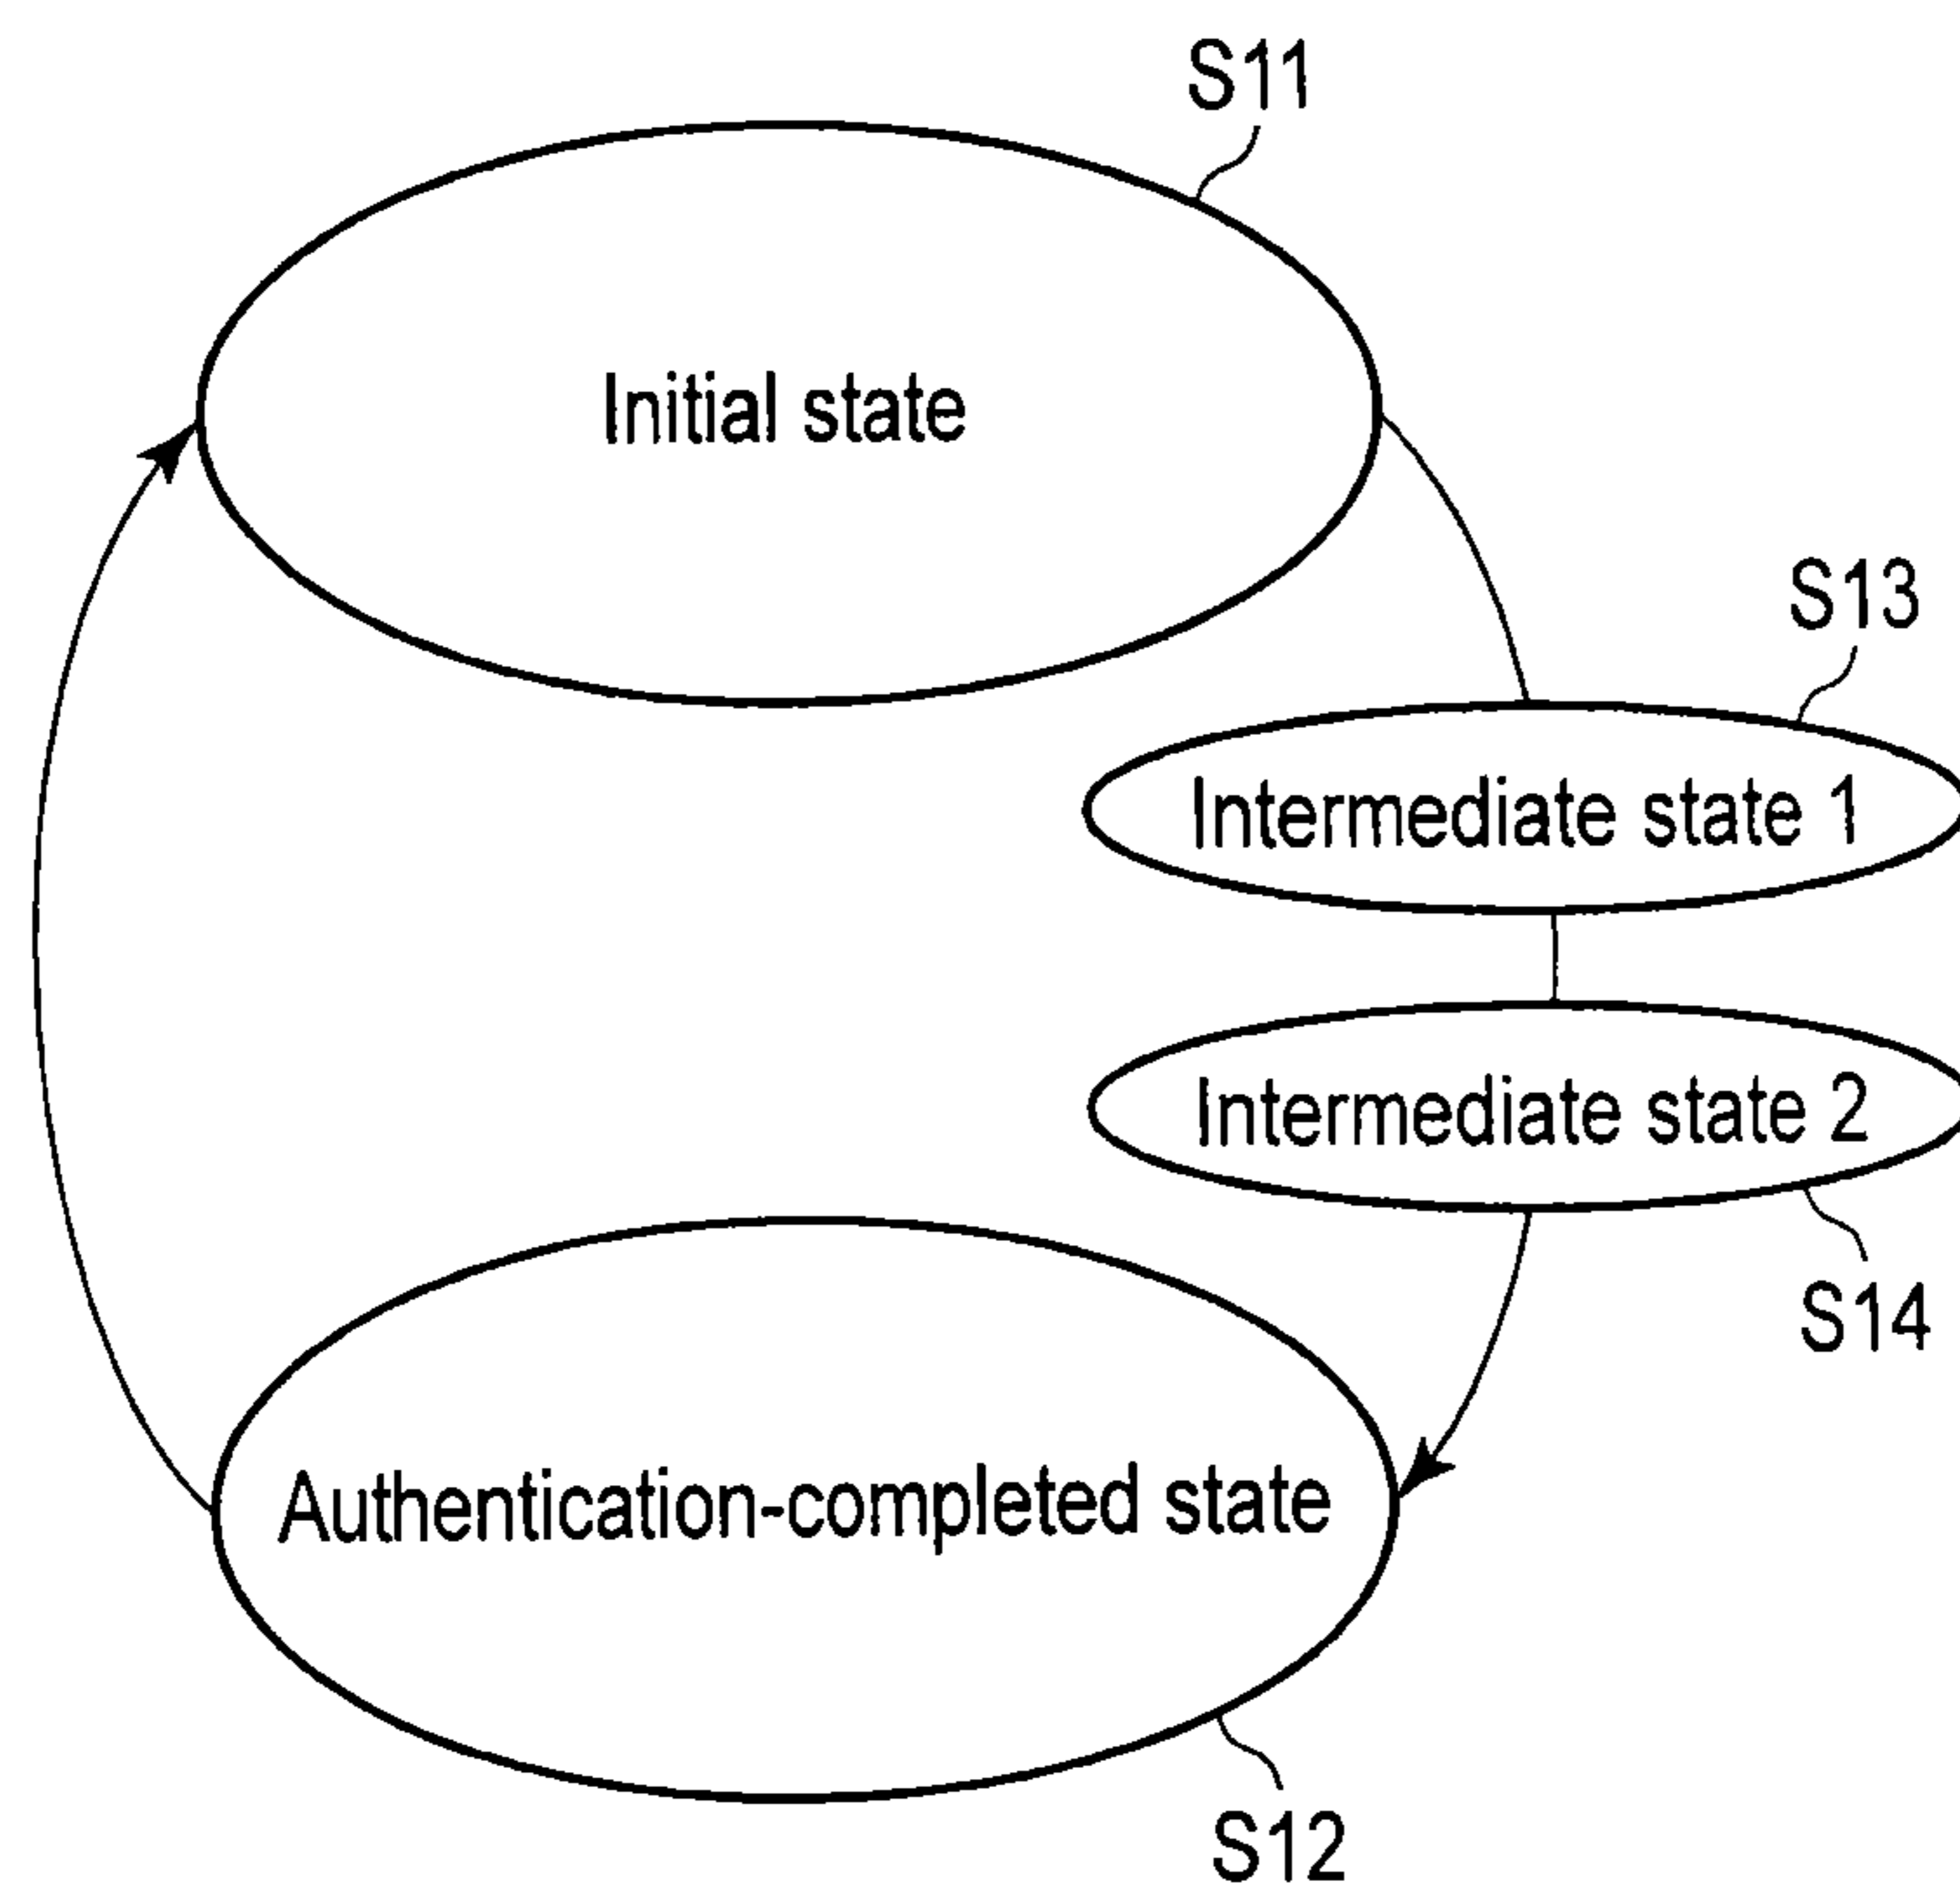 S11
Initial state
S13
Intermediate state 1
Intermediate state 2
S14
Authentication-completed state
S12